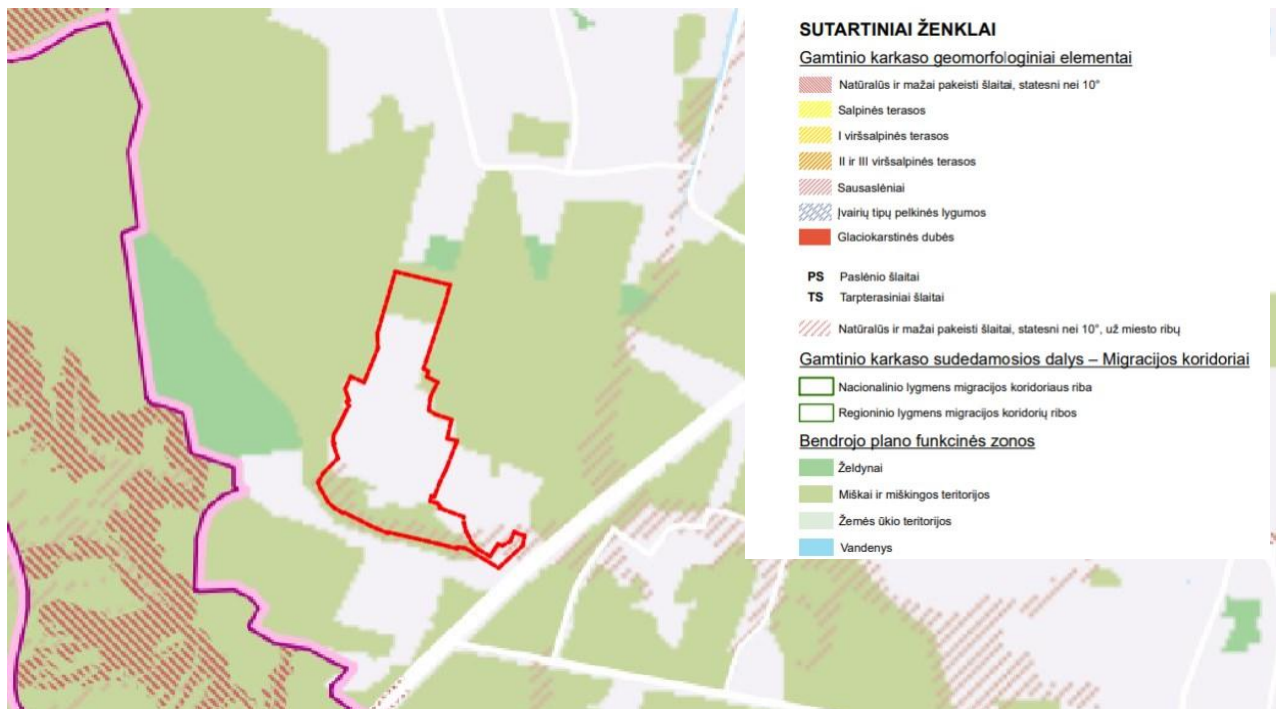 SUTARTINIAI ŽENKLAI
Gamtinio karkaso geomorfologiniai elementai
Natūralūs ir mažai pakeisti šlaitai, statesni nei 10°
Salpinės terasos
I viršsalpinės terasos
II ir III viršsalpinės terasos
Sausaslėniai
Įvairių tipų pelkinės lygumos
Glaciokarstinės dubės
PS Paslėnio šlaitai
TS Tarpterasiniai šlaitai
Natūralūs ir mažai pakeisti šlaitai, statesni nei 10°, už miesto ribų
Gamtinio karkaso sudedamosios dalys – Migracijos koridoriai
Nacionalinio lygmens migracijos koridoriaus riba
Regioninio lygmens migracijos koridorių ribos
Bendrojo plano funkcinės zonos
Želdynai
Miškai ir miškingos teritorijos
Žemės ūkio teritorijos
Vandenys